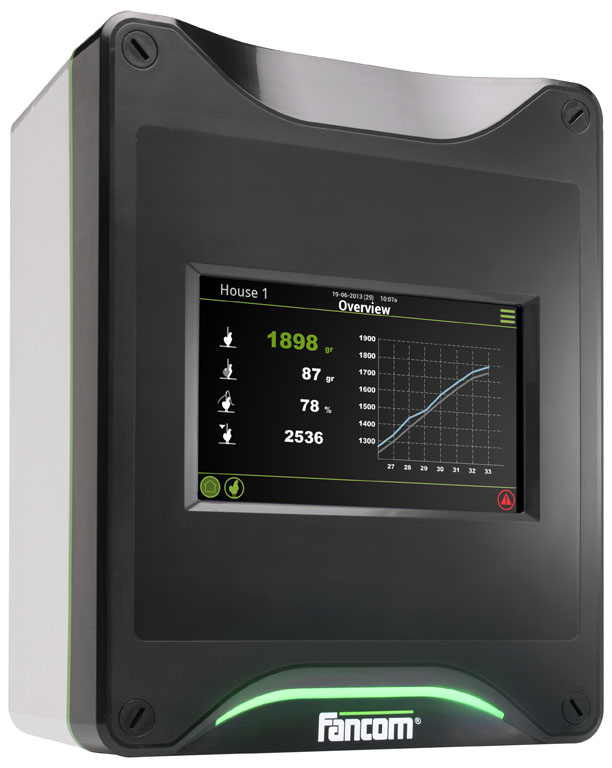 House 1
19-06-2013 (29) 10:07a
Overview
1898 gr
87 gr
78 %
2536
1900
1800
1700
1600
1500
1400
1300
27 28 29 30 31 32 33
Fancom®